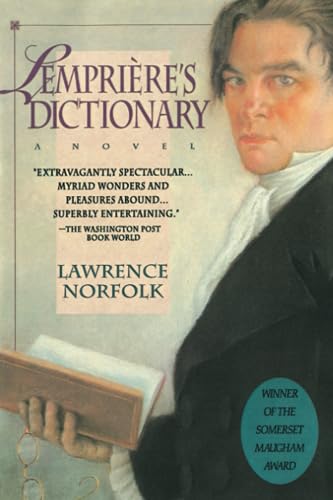 LEMPRIÈRE'S
DICTIONARY
A NOVEL
"EXTRAVAGANTLY SPECTACULAR...
MYRIAD WONDERS AND
PLEASURES ABOUND...
SUPERBLY ENTERTAINING."
—THE WASHINGTON POST
BOOK WORLD
LAWRENCE
NORFOLK
WINNER
OF THE
SOMERSET
MAUGHAM
AWARD